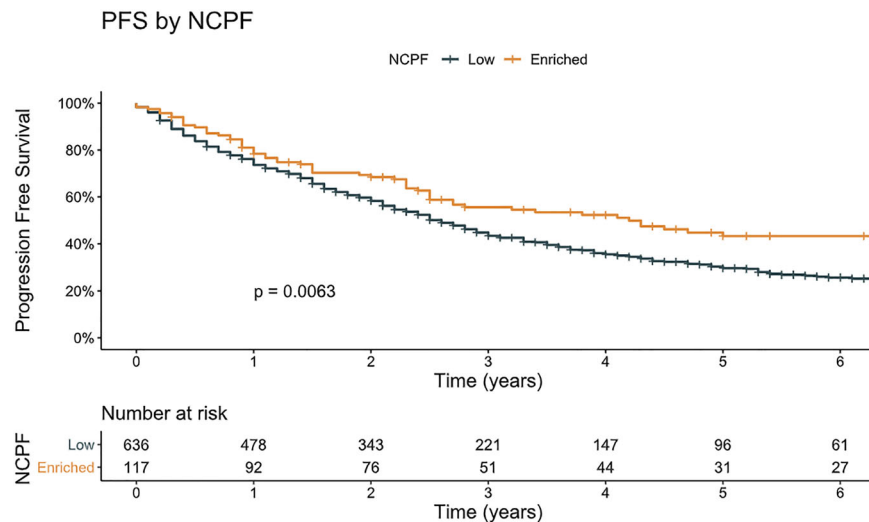 PFS by NCPF
NCPF Low Enriched
Progression Free Survival
100%
80%
60%
40%
20%
0%
p = 0.0063
0 1 2 3 4 5 6
Time (years)
Number at risk
NCPF
Low 636 478 343 221 147 96 61
Enriched 117 92 76 51 44 31 27
0 1 2 3 4 5 6
Time (years)